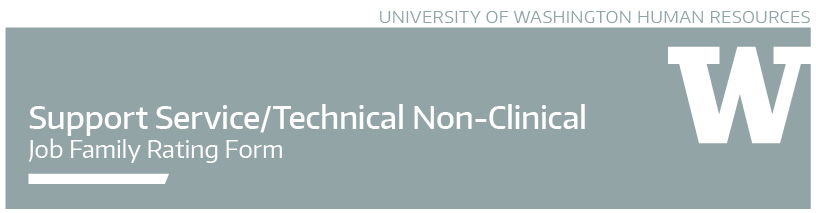 UNIVERSITY OF WASHINGTON HUMAN RESOURCES
W
Support Service/Technical Non-Clinical
Job Family Rating Form